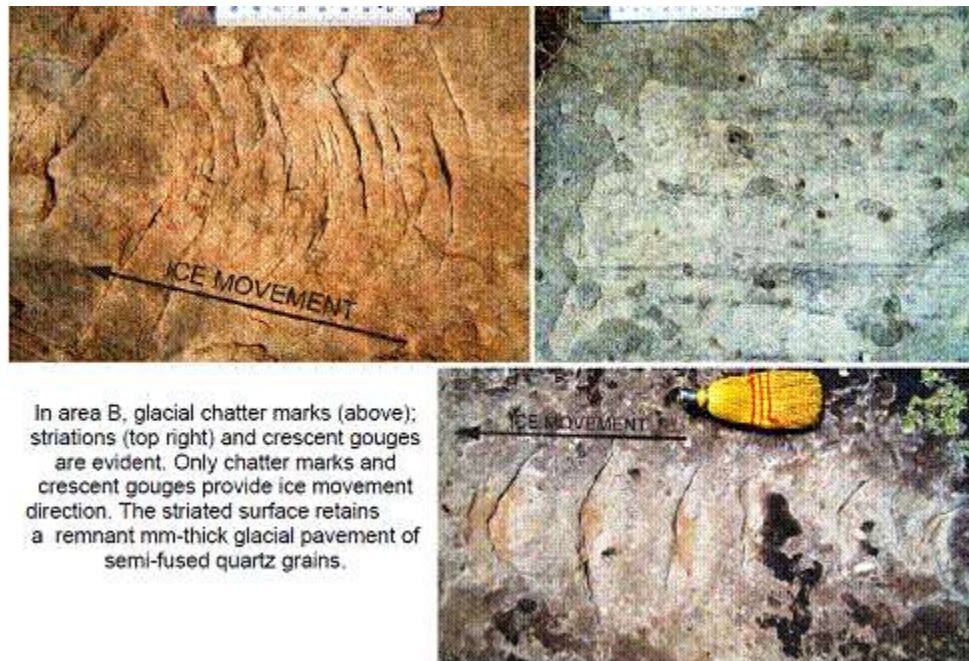 ICE MOVEMENT
ICE MOVEMENT
In area B, glacial chatter marks (above);
striations (top right) and crescent gouges
are evident. Only chatter marks and
crescent gouges provide ice movement
direction. The striated surface retains
a remnant mm-thick glacial pavement of
semi-fused quartz grains.